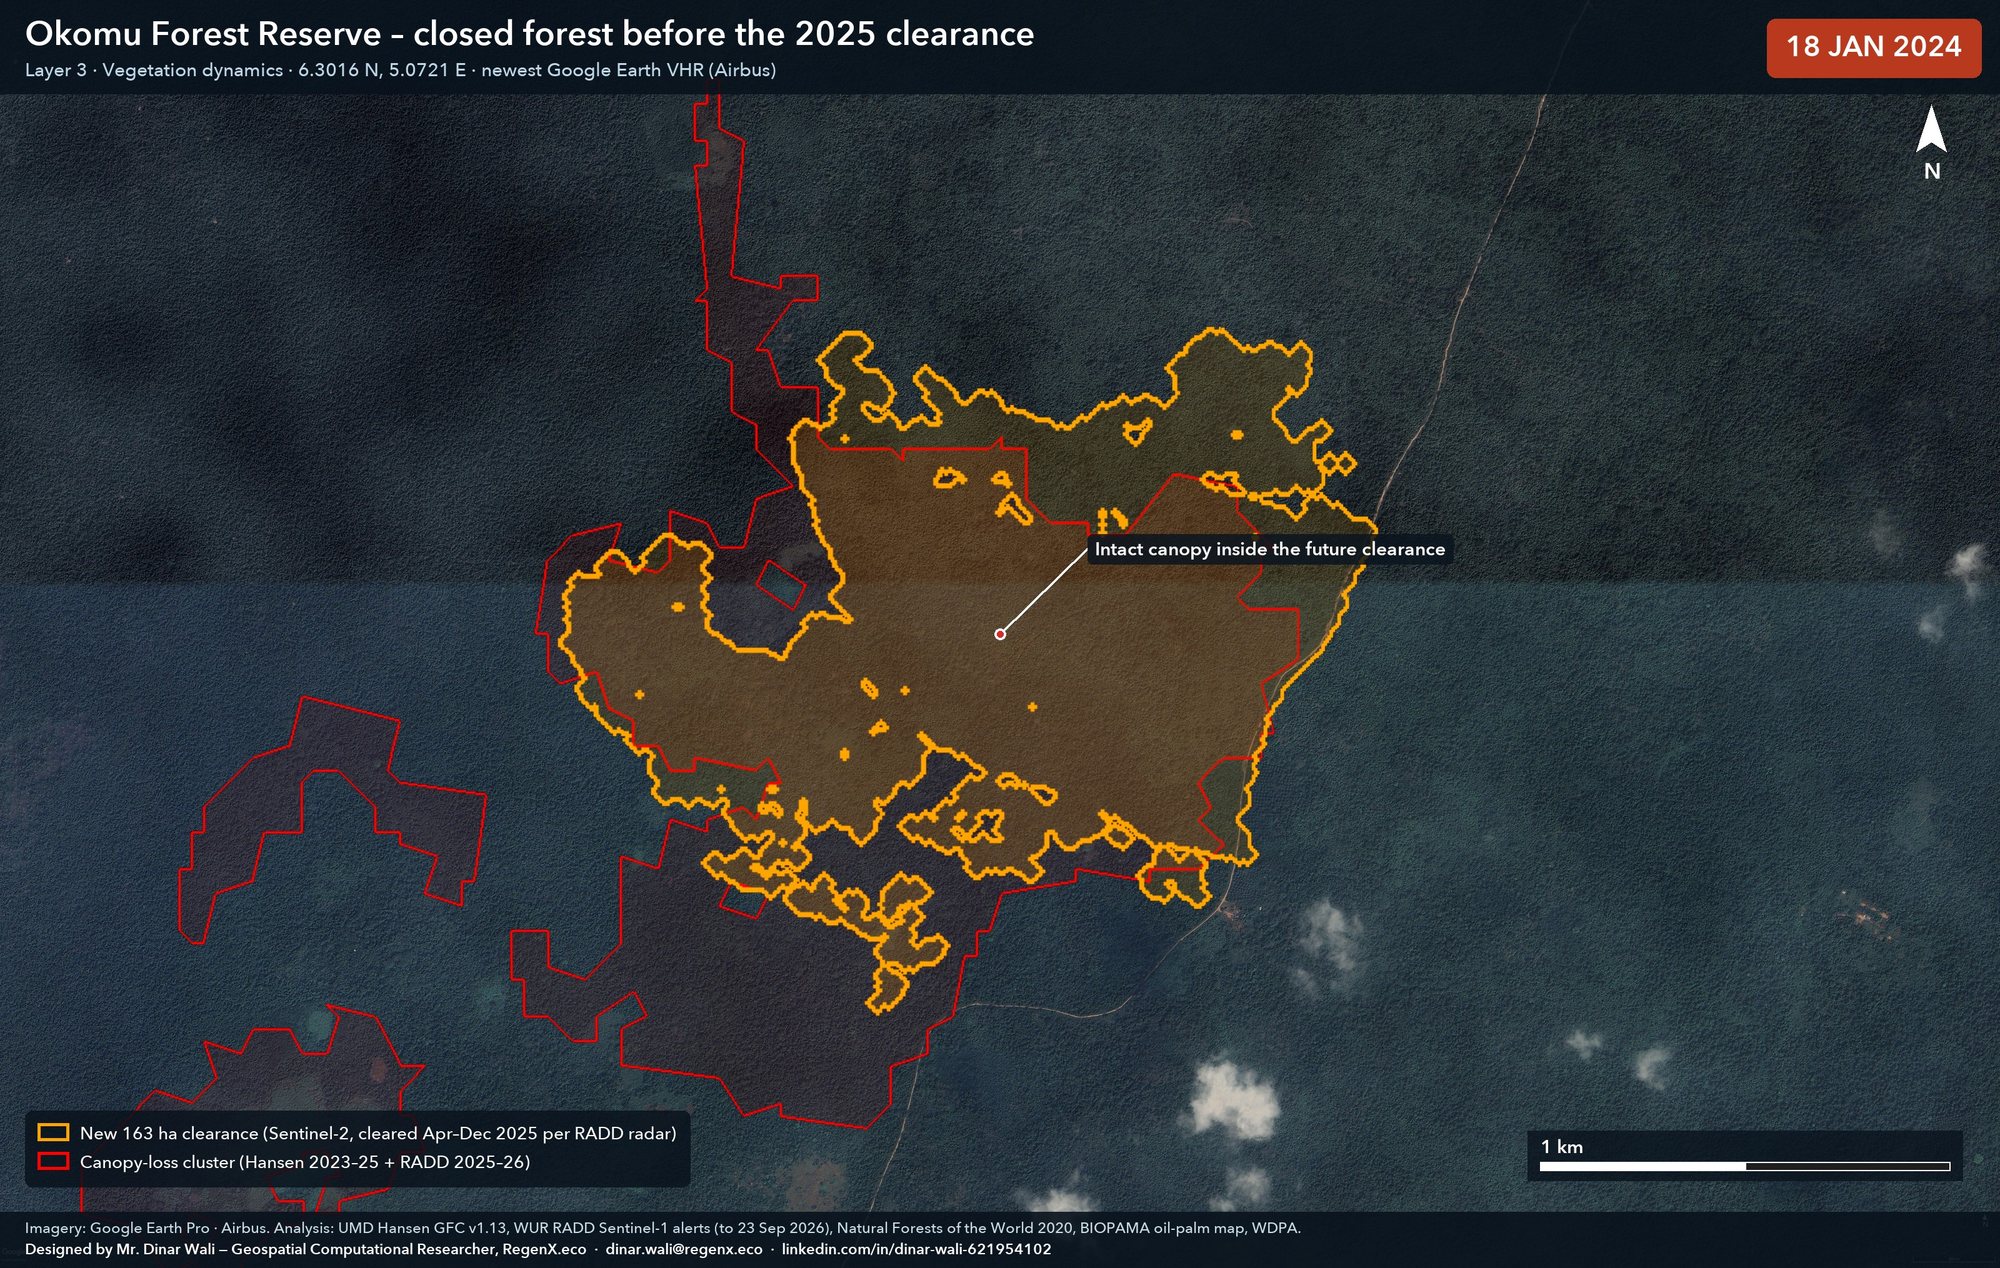 Okomu Forest Reserve – closed forest before the 2025 clearance
Layer 3 · Vegetation dynamics · 6.3016 N, 5.0721 E · newest Google Earth VHR (Airbus)
18 JAN 2024
N
Intact canopy inside the future clearance
New 163 ha clearance (Sentinel-2, cleared Apr–Dec 2025 per RADD radar)
Canopy-loss cluster (Hansen 2023–25 + RADD 2025–26)
1 km
Imagery: Google Earth Pro · Airbus. Analysis: UMD Hansen GFC v1.13, WUR RADD Sentinel-1 alerts (to 23 Sep 2026), Natural Forests of the World 2020, BIOPAMA oil-palm map, WDPA.
Designed by Mr. Dinar Wali – Geospatial Computational Researcher, RegenX.eco · dinar.wali@regenx.eco · linkedin.com/in/dinar-wali-621954102